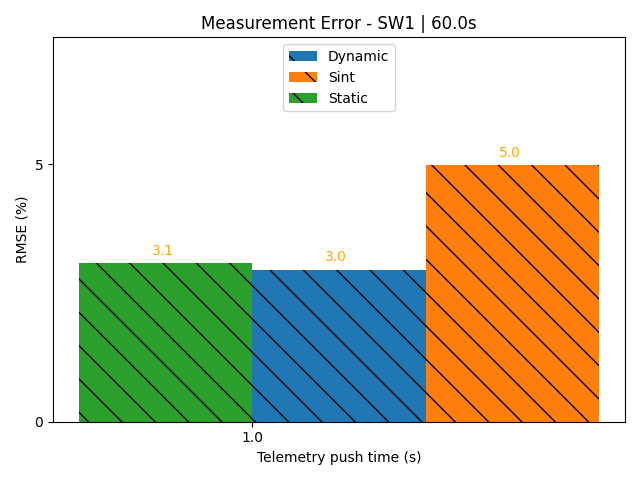 Measurement Error - SW1 | 60.0s
Dynamic
Sint
Static
5.0
5
3.1
3.0
RMSE (%)
0
1.0
Telemetry push time (s)